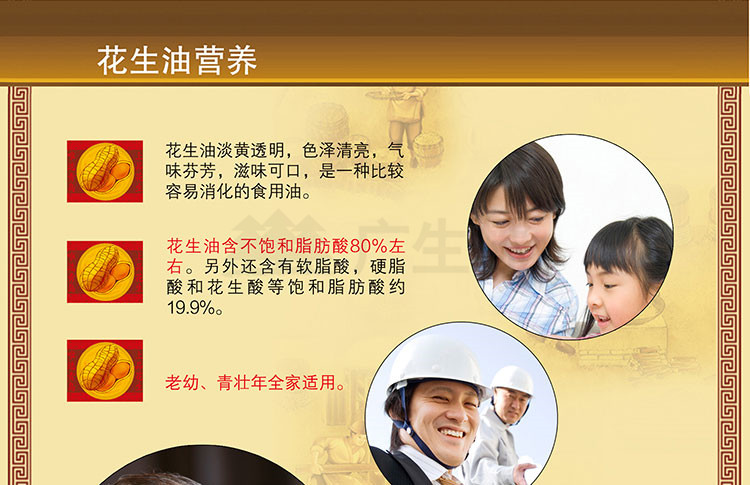 花生油营养
花生油淡黄透明，色泽清亮，气
味芬芳，滋味可口，是一种比较
容易消化的食用油。
花生油含不饱和脂肪酸80%左
右。另外还含有软脂酸，硬脂
酸和花生酸等饱和脂肪酸约
19.9%。
老幼、青壮年全家适用。
广生